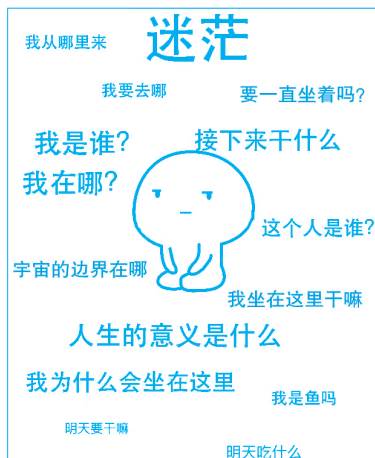 迷茫
我从哪里来
我要去哪
要一直坐着吗?
我是谁?
接下来干什么
我在哪?
这个人是谁?
宇宙的边界在哪
我坐在这里干嘛
人生的意义是什么
我为什么会坐在这里
我是鱼吗
明天要干嘛
明天吃什么